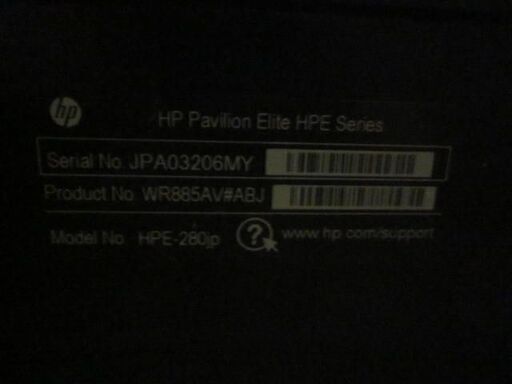 hp
HP Pavilion Elite HPE Series
Serial No. JPA03206MY
Product No. WR885AV#ABJ
Model No. HPE-280jp ? www.hp.com/support